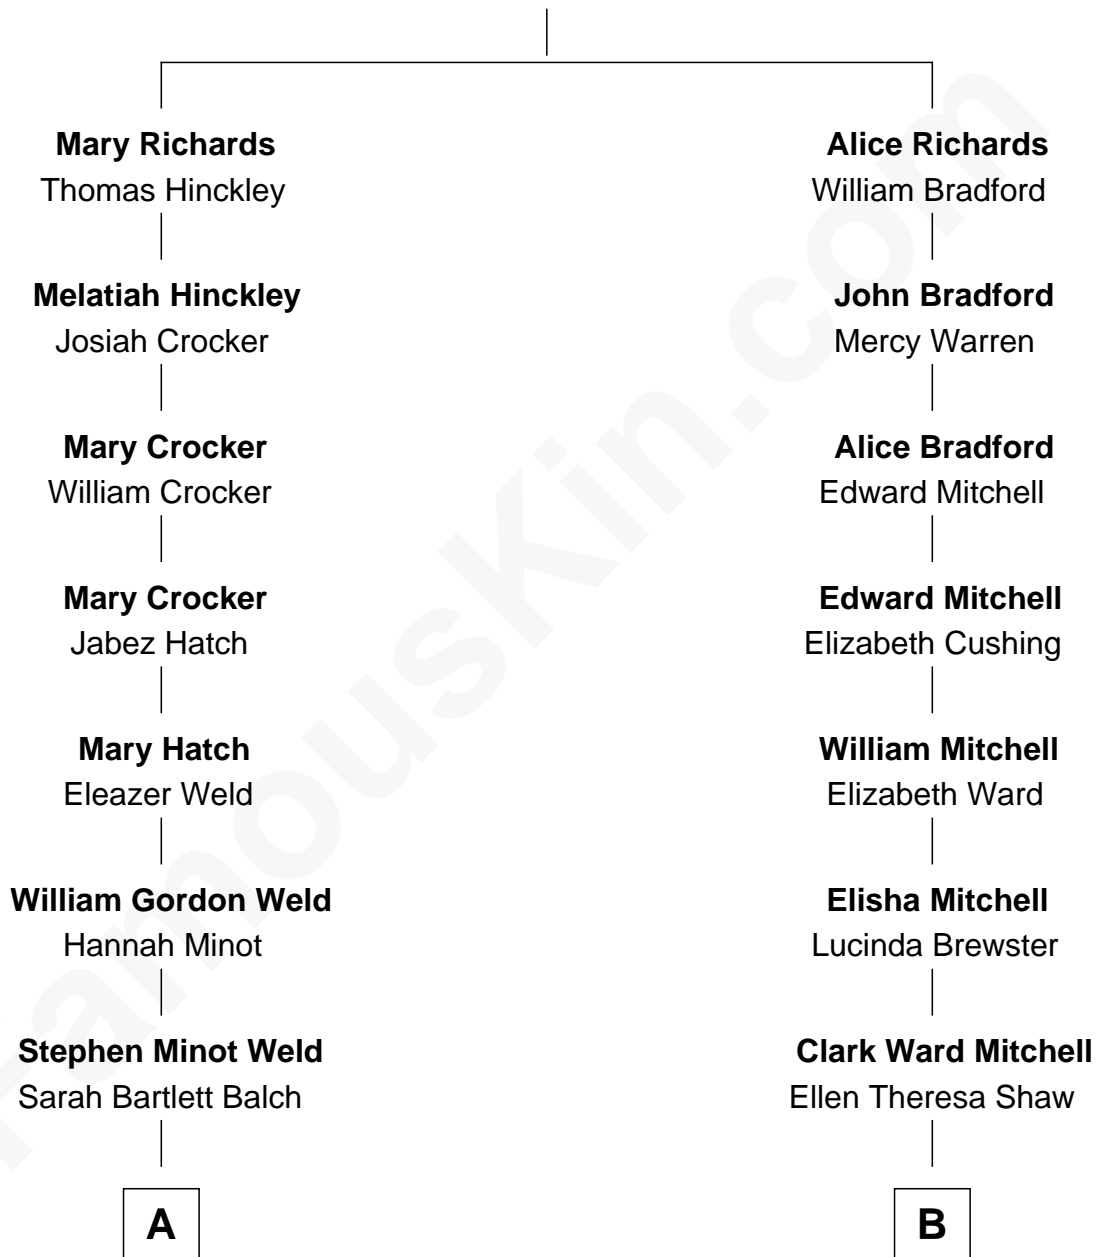 Mary Richards
Thomas Hinckley
Alice Richards
William Bradford
Melatiah Hinckley
Josiah Crocker
John Bradford
Mercy Warren
Mary Crocker
William Crocker
Alice Bradford
Edward Mitchell
Mary Crocker
Jabez Hatch
Edward Mitchell
Elizabeth Cushing
Mary Hatch
Eleazer Weld
William Mitchell
Elizabeth Ward
William Gordon Weld
Hannah Minot
Elisha Mitchell
Lucinda Brewster
Stephen Minot Weld
Sarah Bartlett Balch
Clark Ward Mitchell
Ellen Theresa Shaw
A
B
FamousKin.com